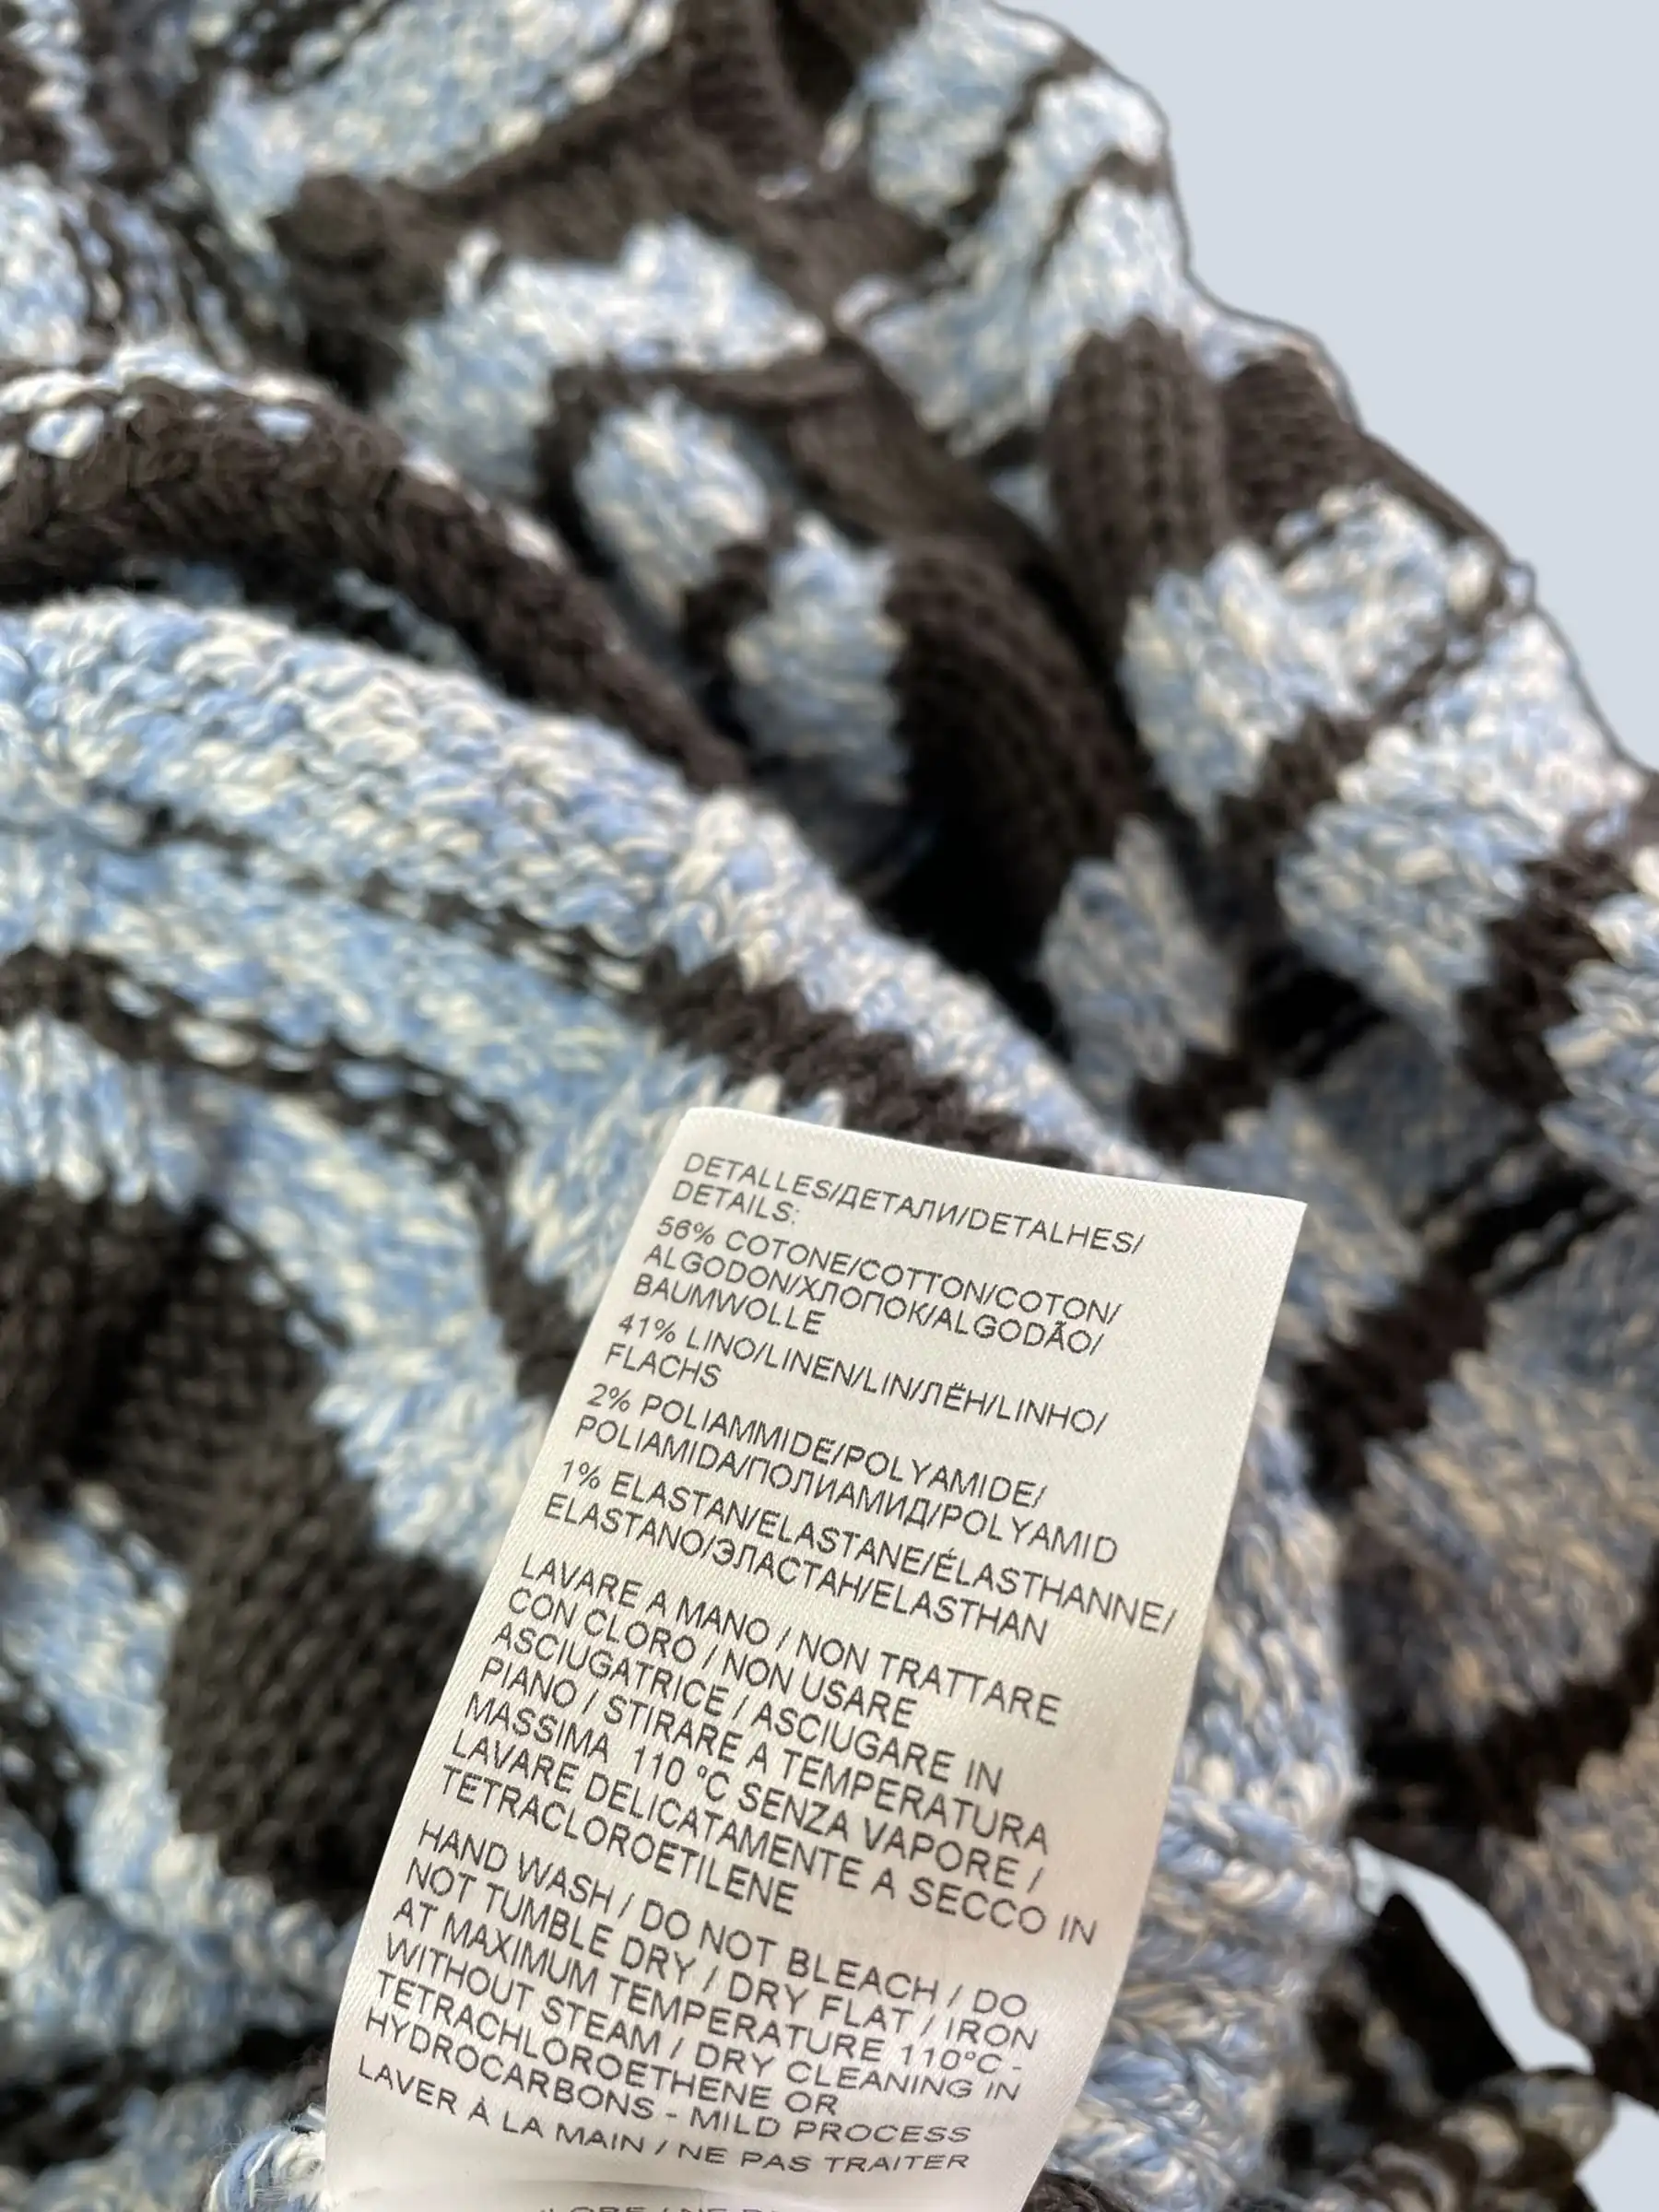 DETALLES/ДЕТАЛИ/DETALHES/
DETAILS:
56% COTONE/COTTON/COTON/
ALGODON/ХЛОПОК/ALGODÃO/
BAUMWOLLE
41% LINO/LINEN/LIN/ЛЁН/LINHO/
FLACHS
2% POLIAMMIDE/POLYAMIDE/
POLIAMIDA/ПОЛИАМИД/POLYAMID
1% ELASTAN/ELASTANE/ÉLASTHANNE/
ELASTANO/ЭЛАСТАН/ELASTHAN
LAVARE A MANO / NON TRATTARE
CON CLORO / NON USARE
ASCIUGATRICE / ASCIUGARE IN
PIANO / STIRARE A TEMPERATURA
MASSIMA 110 °C SENZA VAPORE /
LAVARE DELICATAMENTE A SECCO IN
TETRACLOROETILENE
HAND WASH / DO NOT BLEACH / DO
NOT TUMBLE DRY / DRY FLAT / IRON
AT MAXIMUM TEMPERATURE 110°C -
WITHOUT STEAM / DRY CLEANING IN
TETRACHLOROETHENE OR
HYDROCARBONS - MILD PROCESS
LAVER À LA MAIN / NE PAS TRAITER